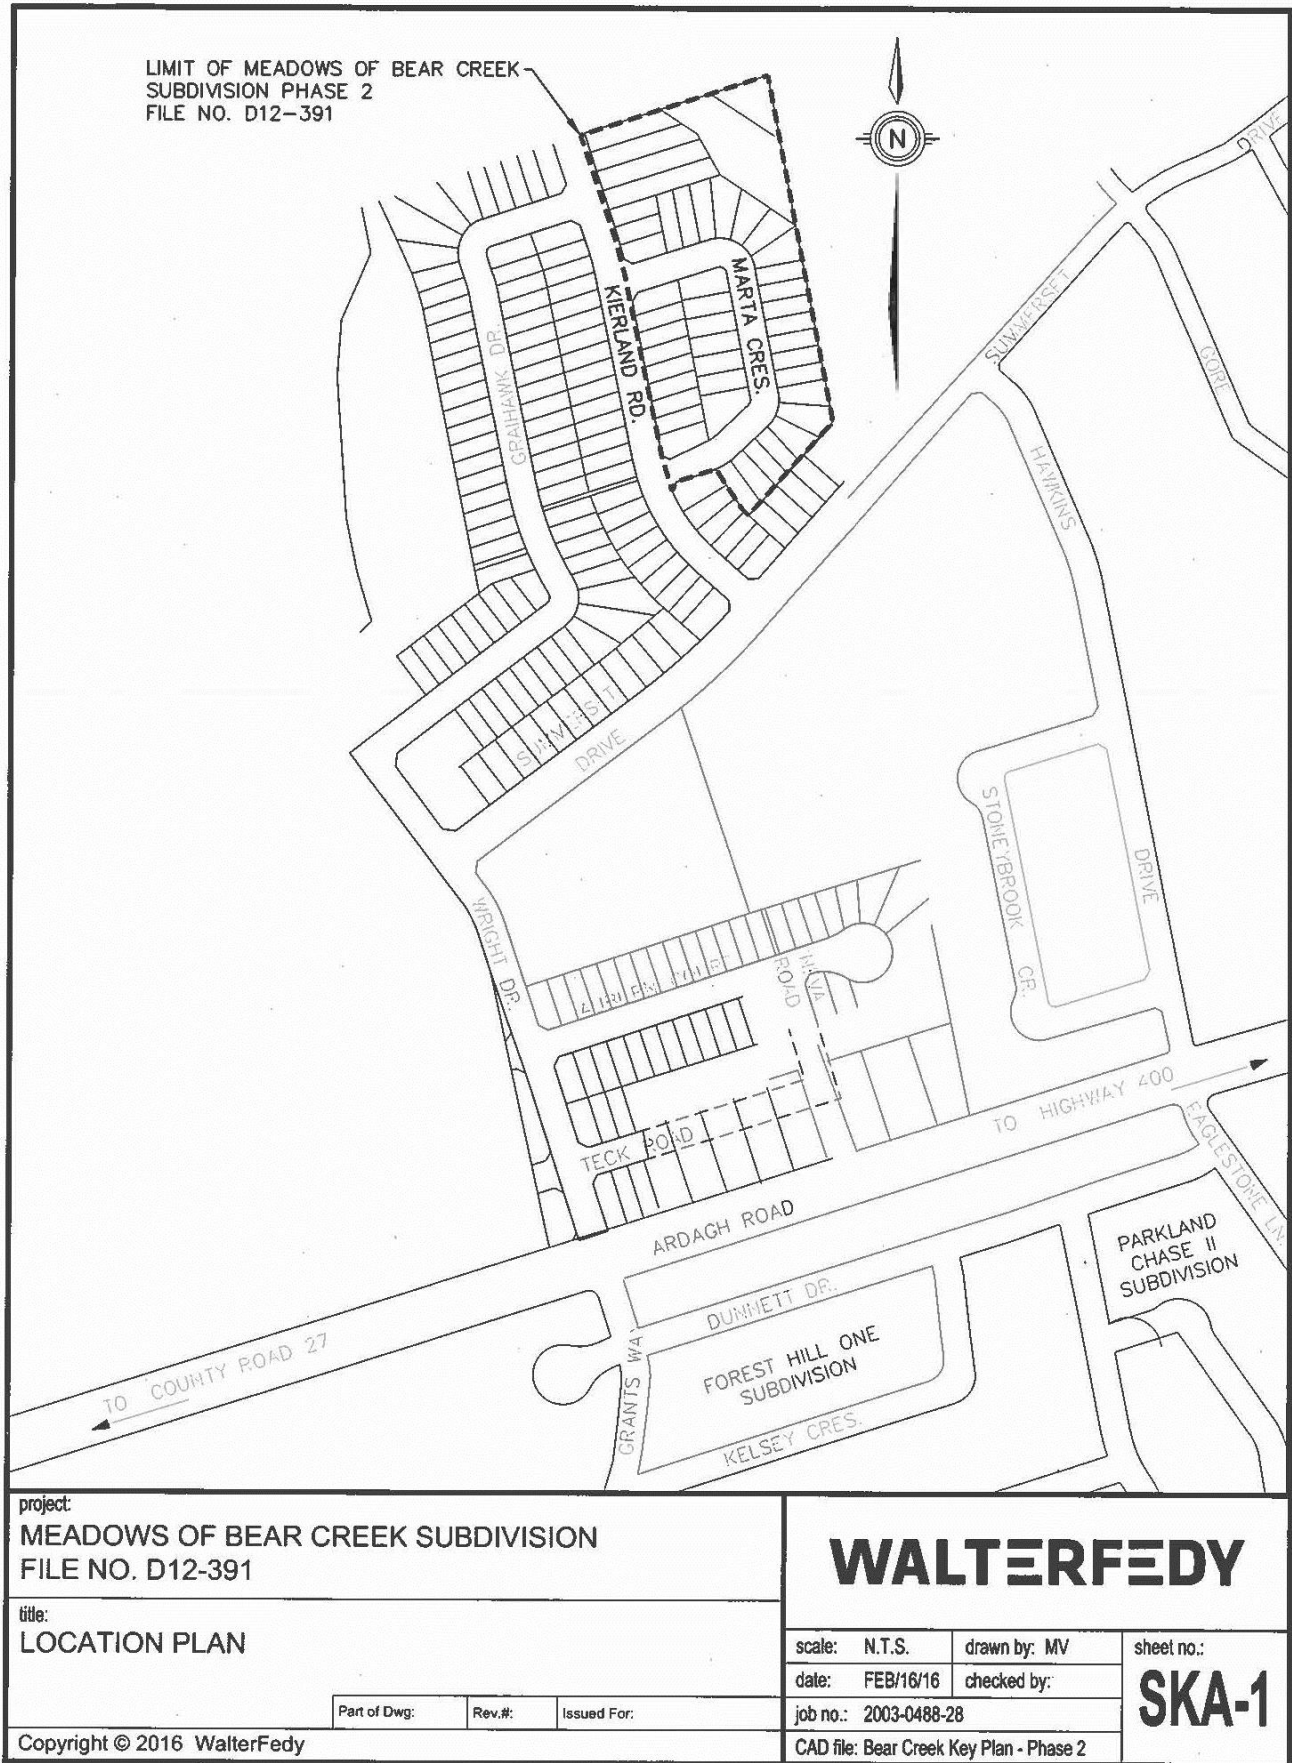 LIMIT OF MEADOWS OF BEAR CREEK
SUBDIVISION PHASE 2
FILE NO. D12-391
N
DRIVE
SUMMERSET
GORE
MARTA CRES.
KIERLAND RD.
GRAIHAWK DR.
HAWKINS
DRIVE
SUMMERSET
DRIVE
STONEYBROOK CR.
WRIGHT DR.
ROAD
TECK ROAD
TO HIGHWAY 400
EAGLESTONE LN.
ARDAGH ROAD
PARKLAND
CHASE II
SUBDIVISION
DUNNETT DR.
FOREST HILL ONE
SUBDIVISION
GRANTS WAY
KELSEY CRES.
TO COUNTY ROAD 27
project:
MEADOWS OF BEAR CREEK SUBDIVISION
FILE NO. D12-391
title:
LOCATION PLAN
Part of Dwg:
Rev.#:
Issued For:
Copyright © 2016 WalterFedy
WALTERFEDY
scale: N.T.S.
drawn by: MV
date: FEB/16/16
checked by:
job no.: 2003-0488-28
CAD file: Bear Creek Key Plan - Phase 2
sheet no.:
SKA-1